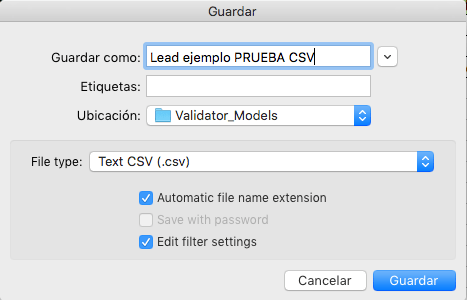 Guardar
Guardar como: Lead ejemplo PRUEBA CSV
Etiquetas:
Ubicación: Validator_Models
File type: Text CSV (.csv)
Automatic file name extension
Save with password
Edit filter settings
Cancelar Guardar